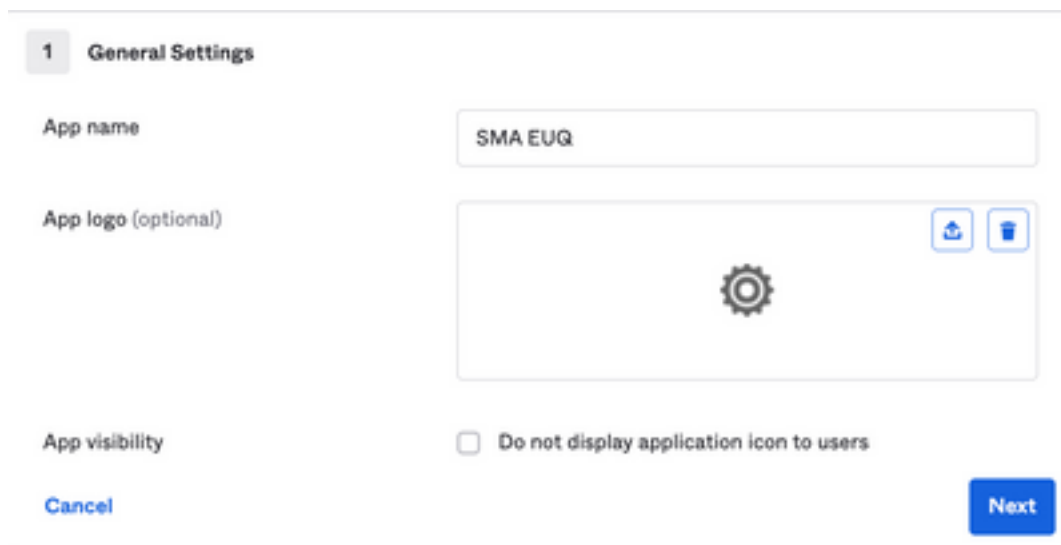 1 General Settings
App name
SMA EUQ
App logo (optional)
App visibility
Do not display application icon to users
Cancel
Next